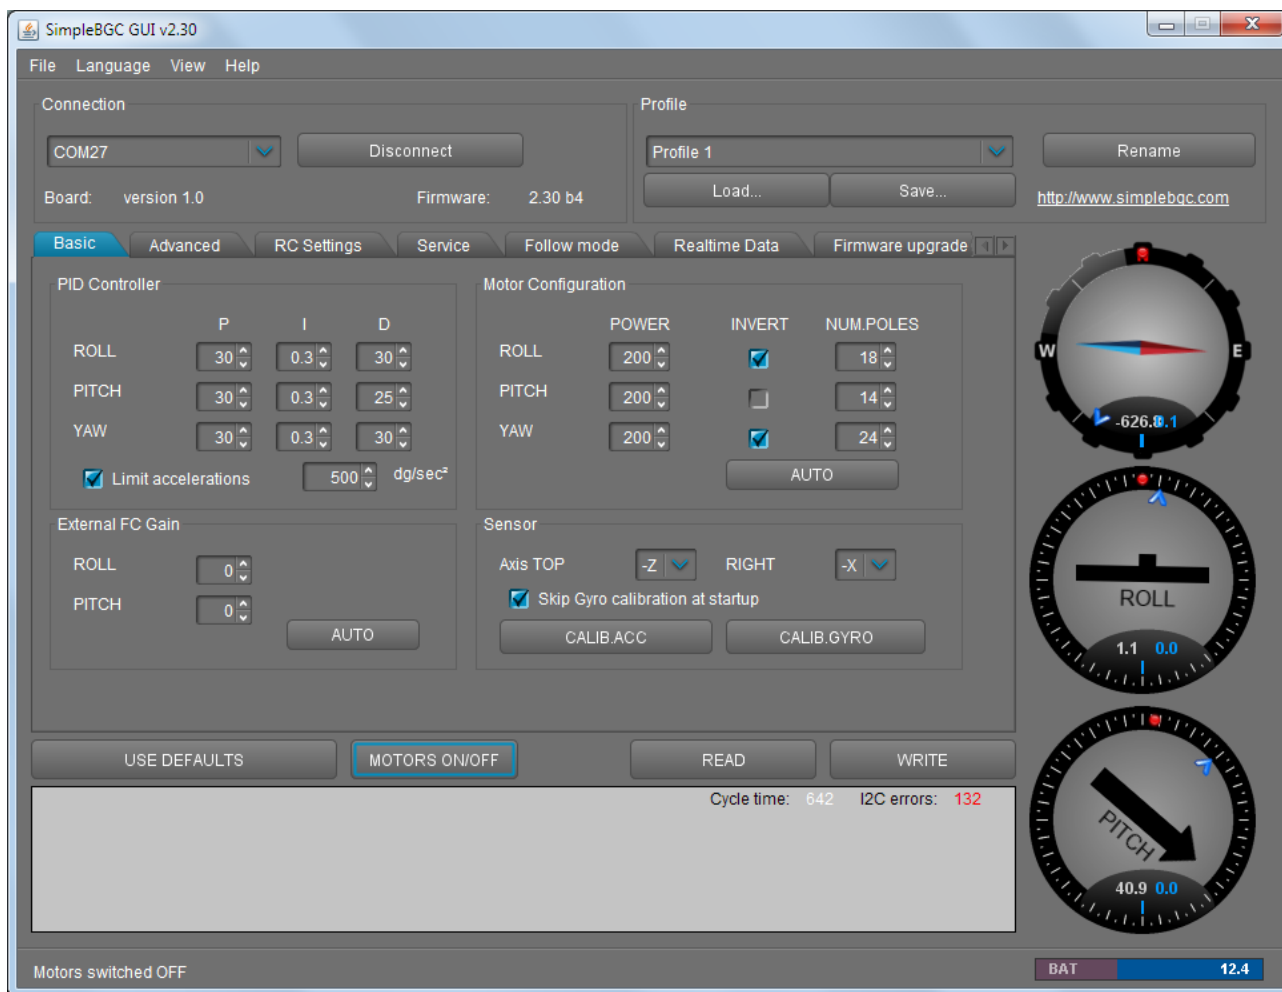 SimpleBGC GUI v2.30
File Language View Help
Connection
COM27
Disconnect
Board: version 1.0 Firmware: 2.30 b4
Profile
Profile 1
Rename
Load... Save...
http://www.simplebgc.com
Basic Advanced RC Settings Service Follow mode Realtime Data Firmware upgrade
PID Controller
P I D
ROLL 30 0.3 30
PITCH 30 0.3 25
YAW 30 0.3 30
Limit accelerations 500 dg/sec²
Motor Configuration
POWER INVERT NUM.POLES
ROLL 200 18
PITCH 200 14
YAW 200 24
AUTO
External FC Gain
ROLL 0
PITCH 0
AUTO
Sensor
Axis TOP -Z RIGHT -X
Skip Gyro calibration at startup
CALIB.ACC CALIB.GYRO
W E
ROLL
1.1 0.0
PITCH
40.9 0.0
USE DEFAULTS MOTORS ON/OFF READ WRITE
Cycle time: 642 I2C errors: 132
Motors switched OFF
BAT 12.4